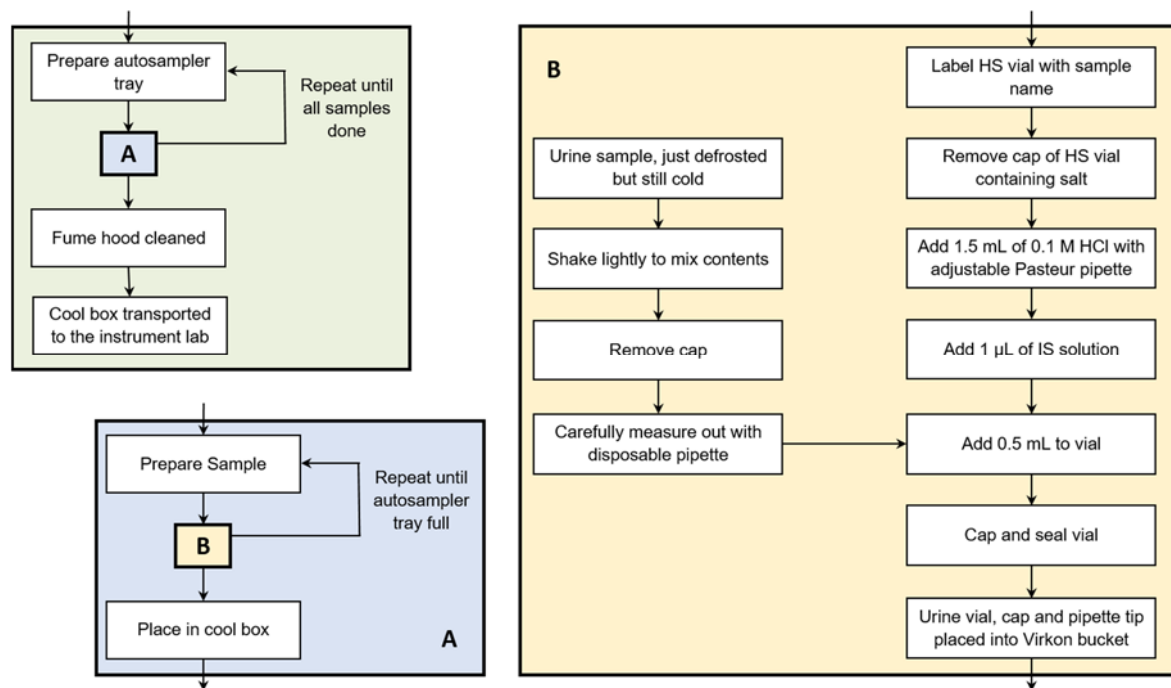 Prepare autosampler
tray
Repeat until
all samples
done
A
Fume hood cleaned
Cool box transported
to the instrument lab
Prepare Sample
Repeat until
autosampler
tray full
B
Place in cool box
A
B
Label HS vial with sample
name
Urine sample, just defrosted
but still cold
Remove cap of HS vial
containing salt
Shake lightly to mix contents
Add 1.5 mL of 0.1 M HCl with
adjustable Pasteur pipette
Remove cap
Add 1 µL of IS solution
Carefully measure out with
disposable pipette
Add 0.5 mL to vial
Cap and seal vial
Urine vial, cap and pipette tip
placed into Virkon bucket